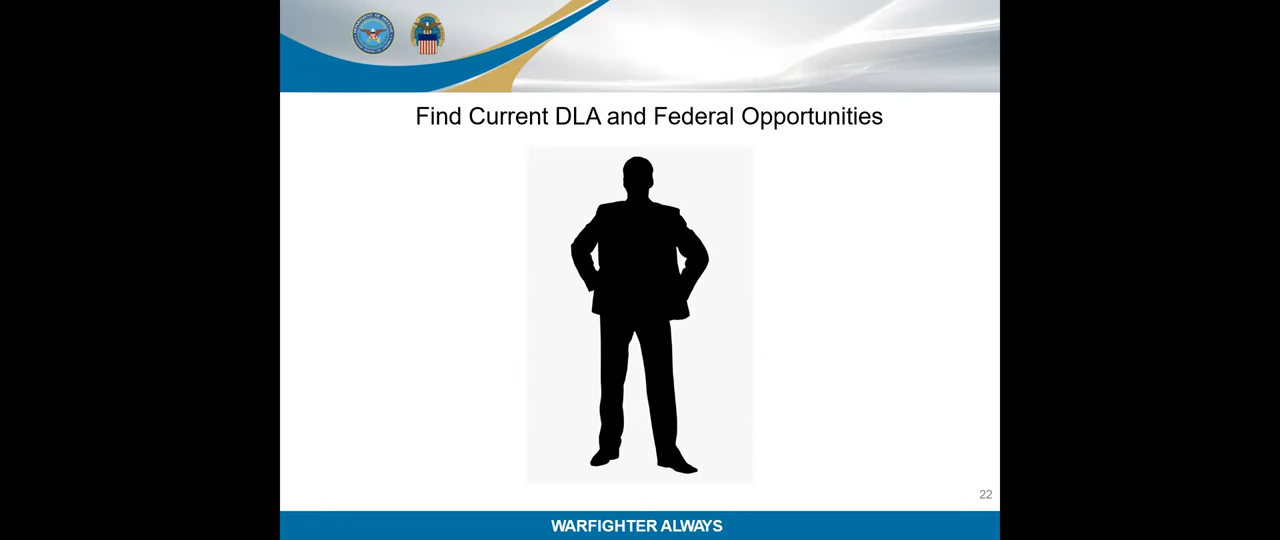 Find Current DLA and Federal Opportunities
22
WARFIGHTER ALWAYS